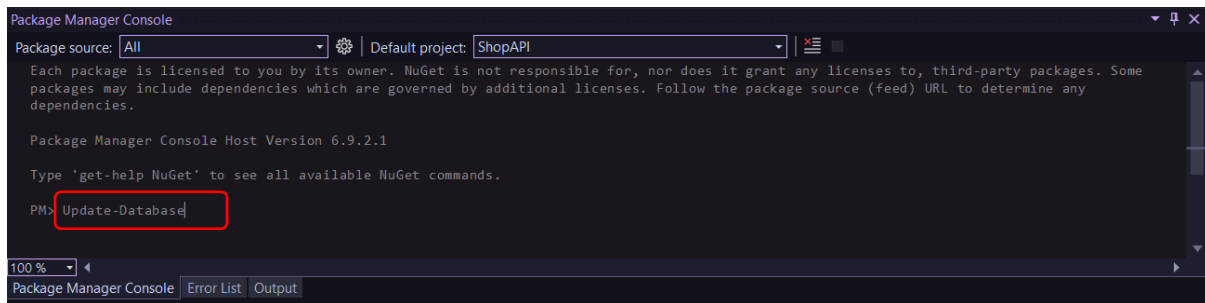 Package Manager Console
Package source: All Default project: ShopAPI
Each package is licensed to you by its owner. NuGet is not responsible for, nor does it grant any licenses to, third-party packages. Some
packages may include dependencies which are governed by additional licenses. Follow the package source (feed) URL to determine any
dependencies.
Package Manager Console Host Version 6.9.2.1
Type 'get-help NuGet' to see all available NuGet commands.
PM> Update-Database
100 %
Package Manager Console Error List Output